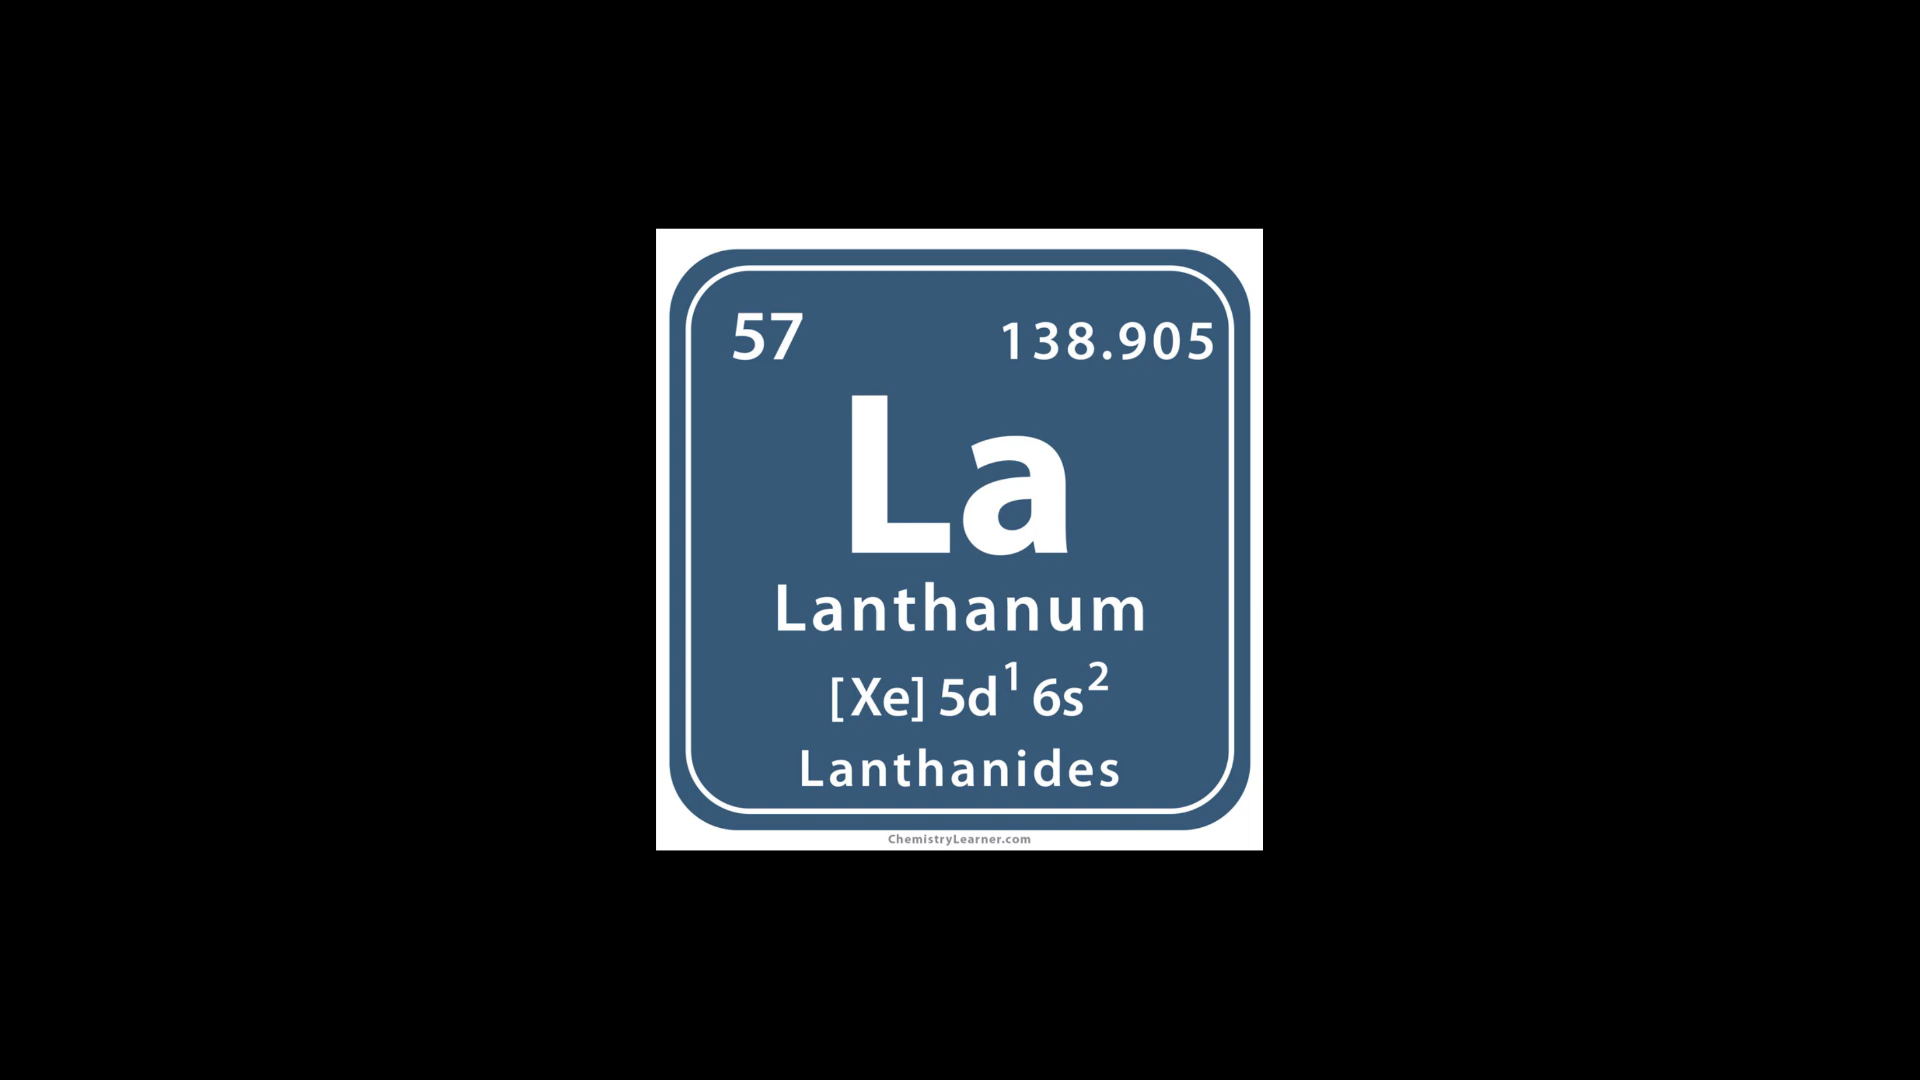 57 138.905
La
Lanthanum
[Xe] 5d¹ 6s²
Lanthanides
ChemistryLearner.com